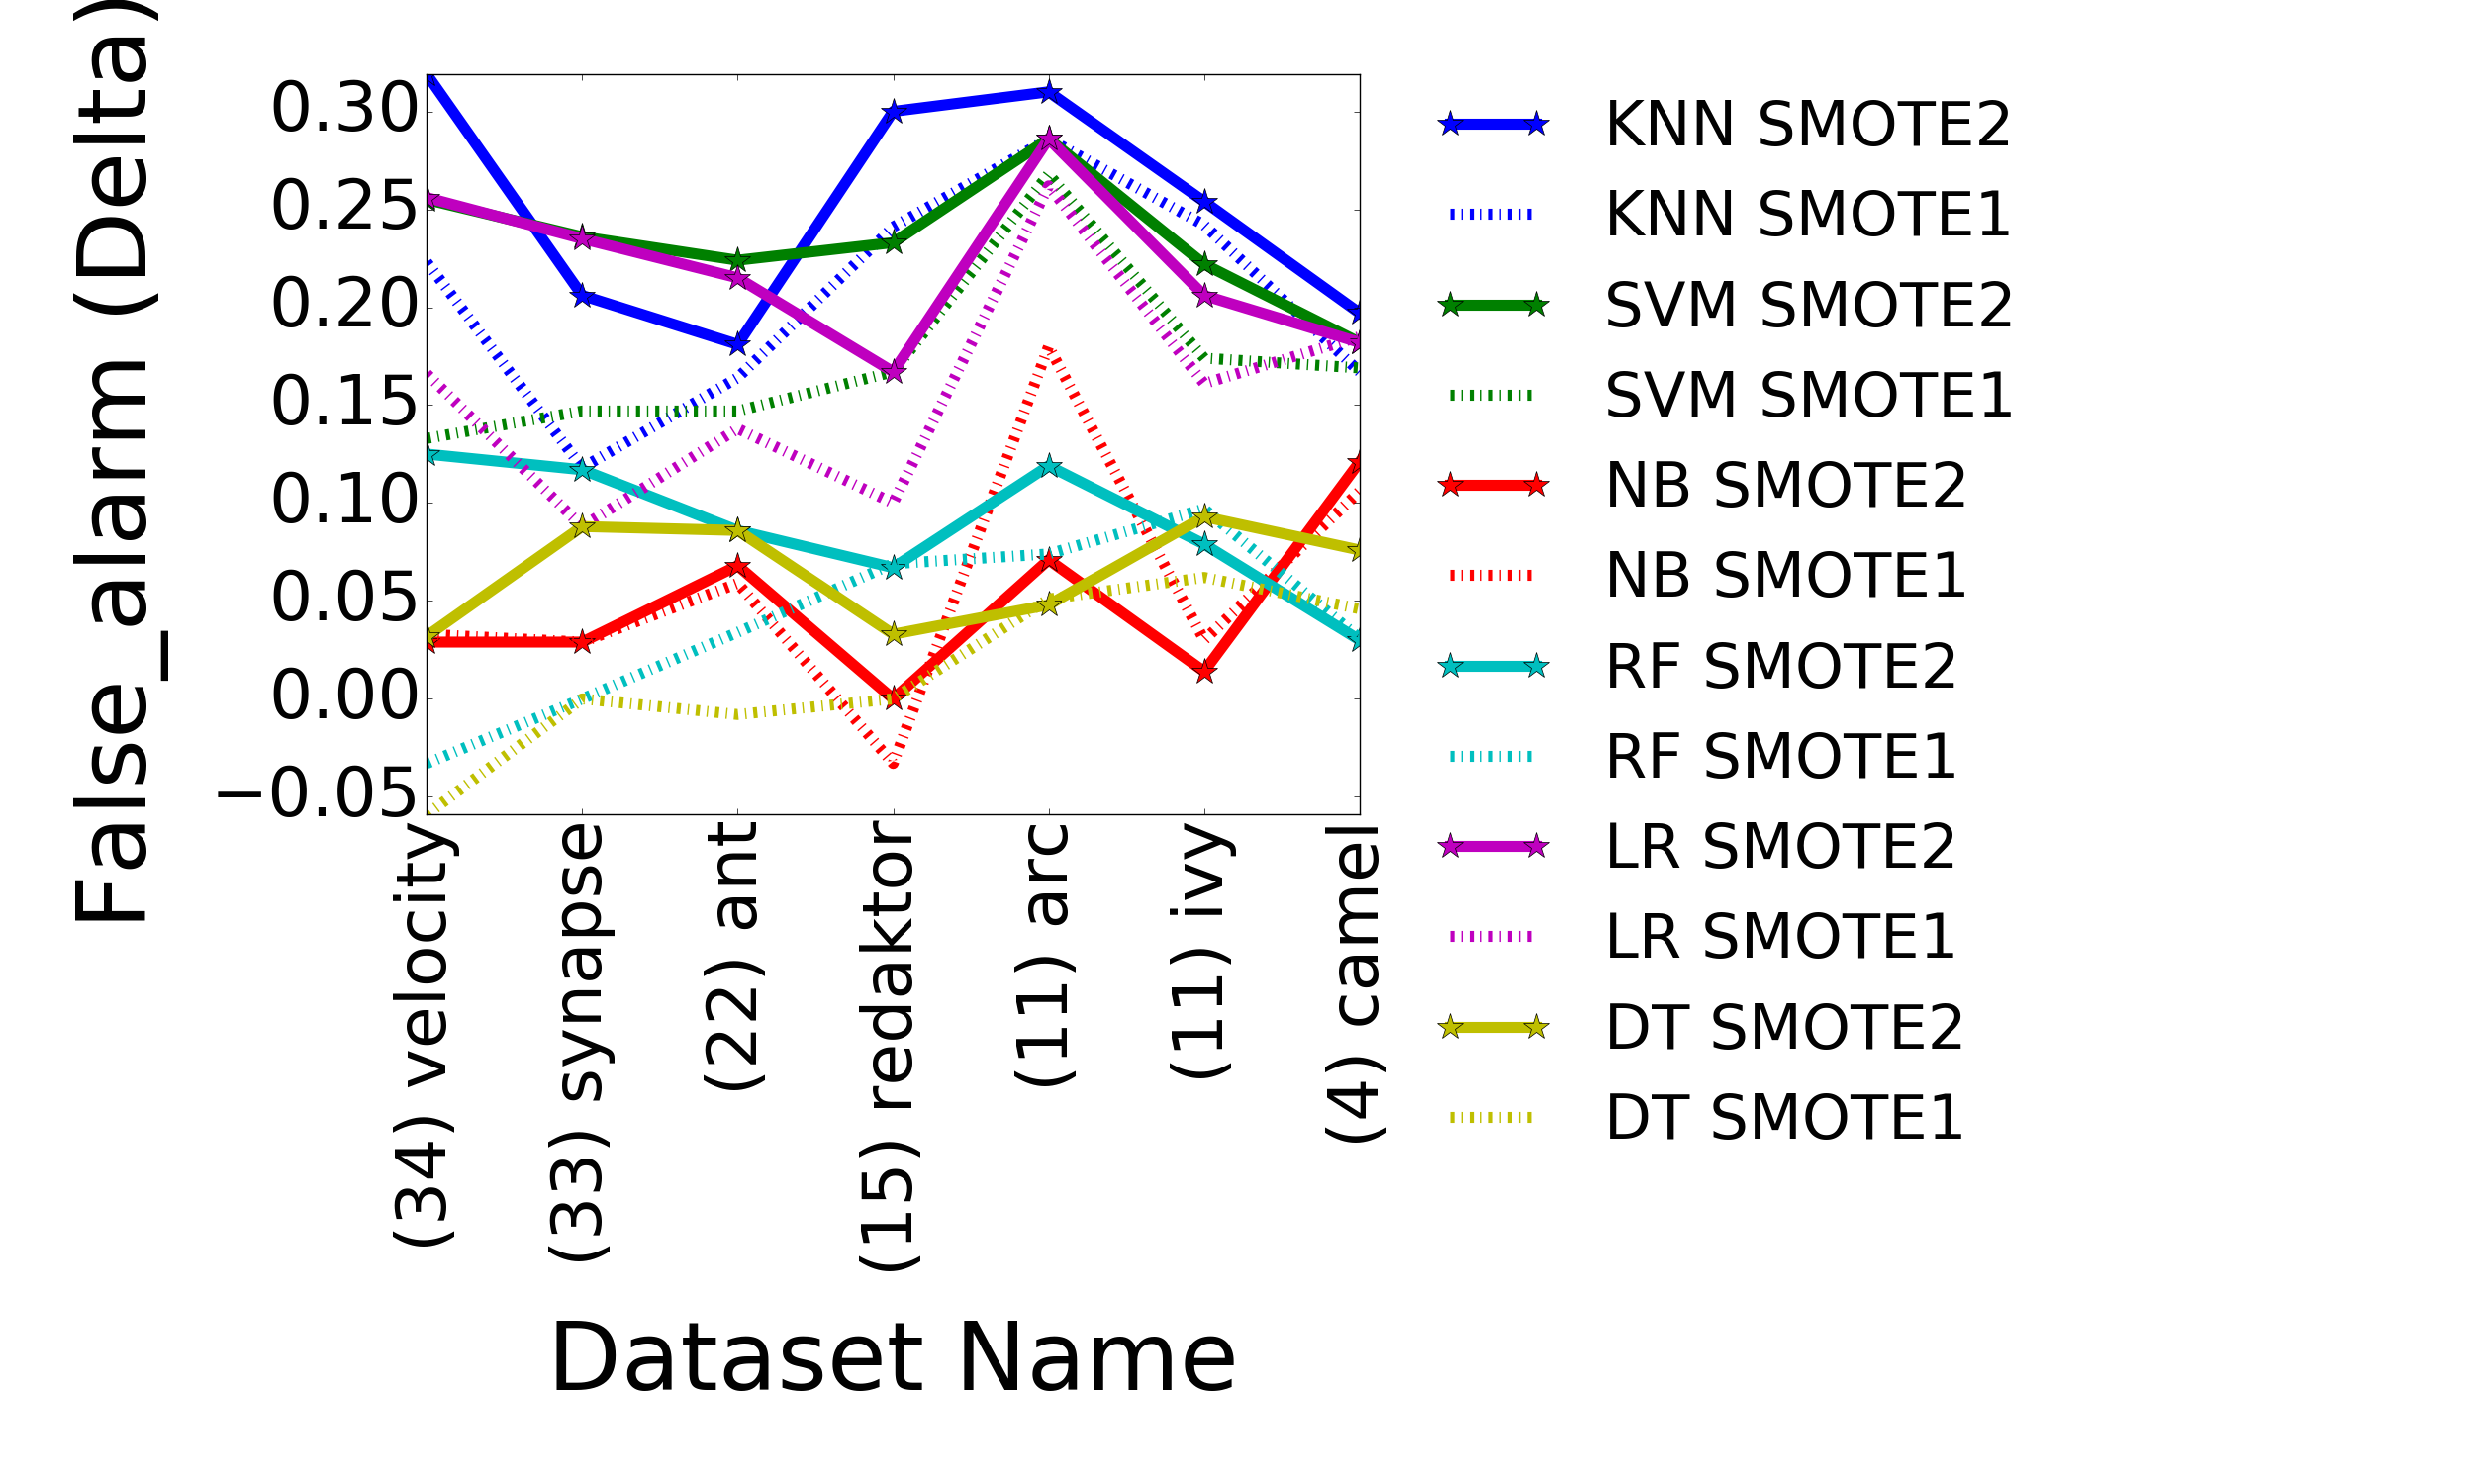 False_alarm (Delta)
0.30
0.25
0.20
0.15
0.10
0.05
0.00
−0.05
(34) velocity
(33) synapse
(22) ant
(15) redaktor
(11) arc
(11) ivy
(4) camel
Dataset Name
KNN SMOTE2
KNN SMOTE1
SVM SMOTE2
SVM SMOTE1
NB SMOTE2
NB SMOTE1
RF SMOTE2
RF SMOTE1
LR SMOTE2
LR SMOTE1
DT SMOTE2
DT SMOTE1